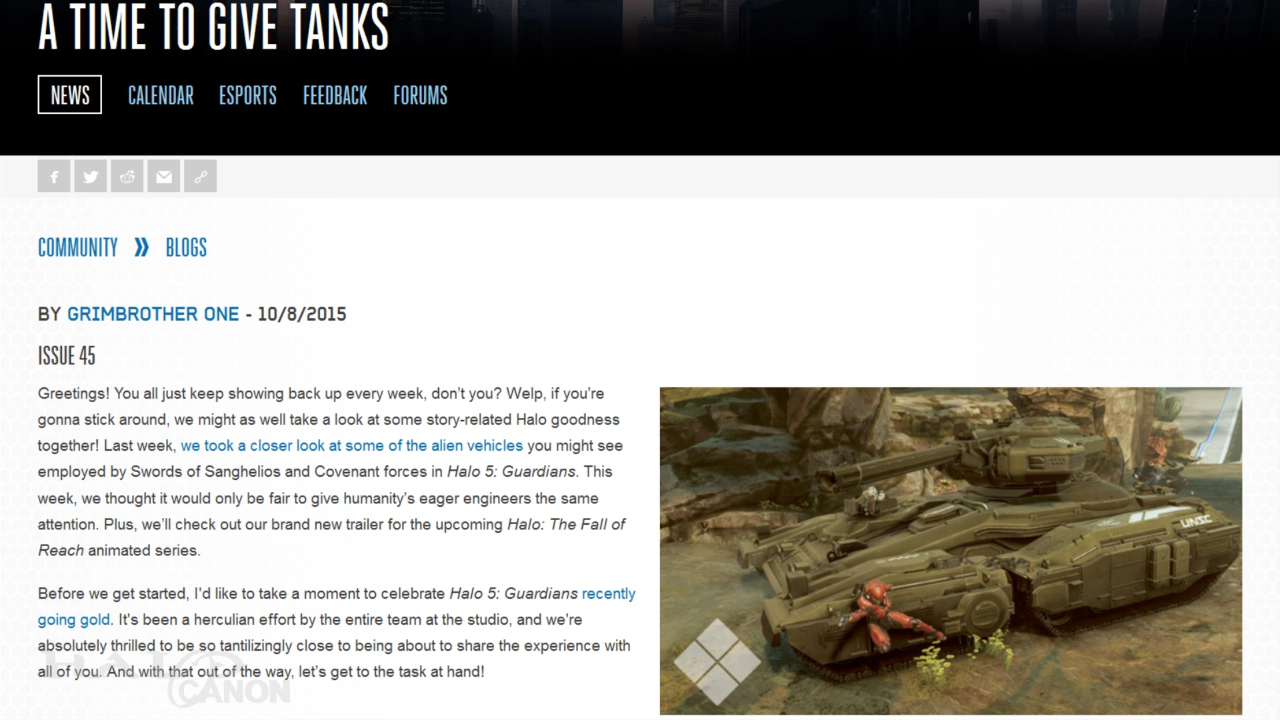 A TIME TO GIVE TANKS
NEWS CALENDAR ESPORTS FEEDBACK FORUMS
COMMUNITY » BLOGS
BY GRIMBROTHER ONE - 10/8/2015
ISSUE 45
Greetings! You all just keep showing back up every week, don’t you? Welp, if you’re
gonna stick around, we might as well take a look at some story-related Halo goodness
together! Last week, we took a closer look at some of the alien vehicles you might see
employed by Swords of Sanghelios and Covenant forces in Halo 5: Guardians. This
week, we thought it would only be fair to give humanity’s eager engineers the same
attention. Plus, we’ll check out our brand new trailer for the upcoming Halo: The Fall of
Reach animated series.
Before we get started, I’d like to take a moment to celebrate Halo 5: Guardians recently
going gold. It’s been a herculian effort by the entire team at the studio, and we’re
absolutely thrilled to be so tantilizingly close to being about to share the experience with
all of you. And with that out of the way, let’s get to the task at hand!
UNSC
HALO
CANON